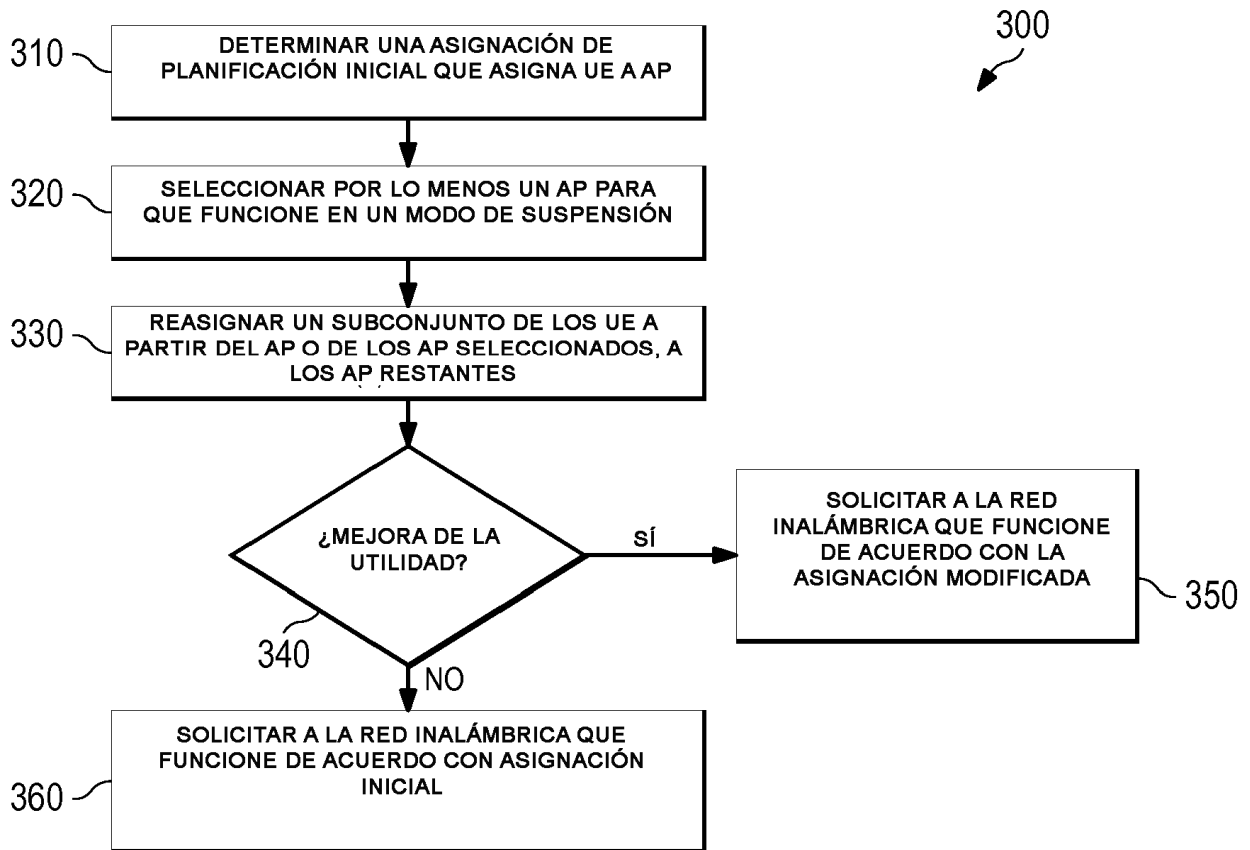 300
310
DETERMINAR UNA ASIGNACIÓN DE
PLANIFICACIÓN INICIAL QUE ASIGNA UE A AP
320
SELECCIONAR POR LO MENOS UN AP PARA
QUE FUNCIONE EN UN MODO DE SUSPENSIÓN
330
REASIGNAR UN SUBCONJUNTO DE LOS UE A
PARTIR DEL AP O DE LOS AP SELECCIONADOS, A
LOS AP RESTANTES
¿MEJORA DE LA
UTILIDAD?
340
SÍ
SOLICITAR A LA RED
INALÁMBRICA QUE FUNCIONE
DE ACUERDO CON LA
ASIGNACIÓN MODIFICADA
350
NO
SOLICITAR A LA RED INALÁMBRICA QUE
FUNCIONE DE ACUERDO CON ASIGNACIÓN
INICIAL
360